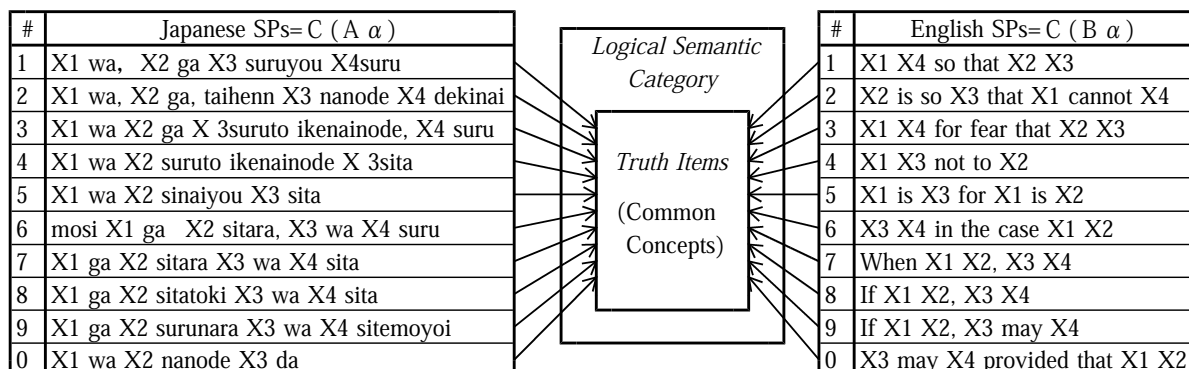 # Japanese SPs= C ( A α )
1 X1 wa, X2 ga X3 suruyou X4suru
2 X1 wa, X2 ga, taihenn X3 nanode X4 dekinai
3 X1 wa X2 ga X 3suruto ikenainode, X4 suru
4 X1 wa X2 suruto ikenainode X 3sita
5 X1 wa X2 sinaiyou X3 sita
6 mosi X1 ga X2 sitara, X3 wa X4 suru
7 X1 ga X2 sitara X3 wa X4 sita
8 X1 ga X2 sitatoki X3 wa X4 sita
9 X1 ga X2 surunara X3 wa X4 sitemoyoi
0 X1 wa X2 nanode X3 da
Logical Semantic
Category
Truth Items
(Common
Concepts)
# English SPs= C ( B α )
1 X1 X4 so that X2 X3
2 X2 is so X3 that X1 cannot X4
3 X1 X4 for fear that X2 X3
4 X1 X3 not to X2
5 X1 is X3 for X1 is X2
6 X3 X4 in the case X1 X2
7 When X1 X2, X3 X4
8 If X1 X2, X3 X4
9 If X1 X2, X3 may X4
0 X3 may X4 provided that X1 X2